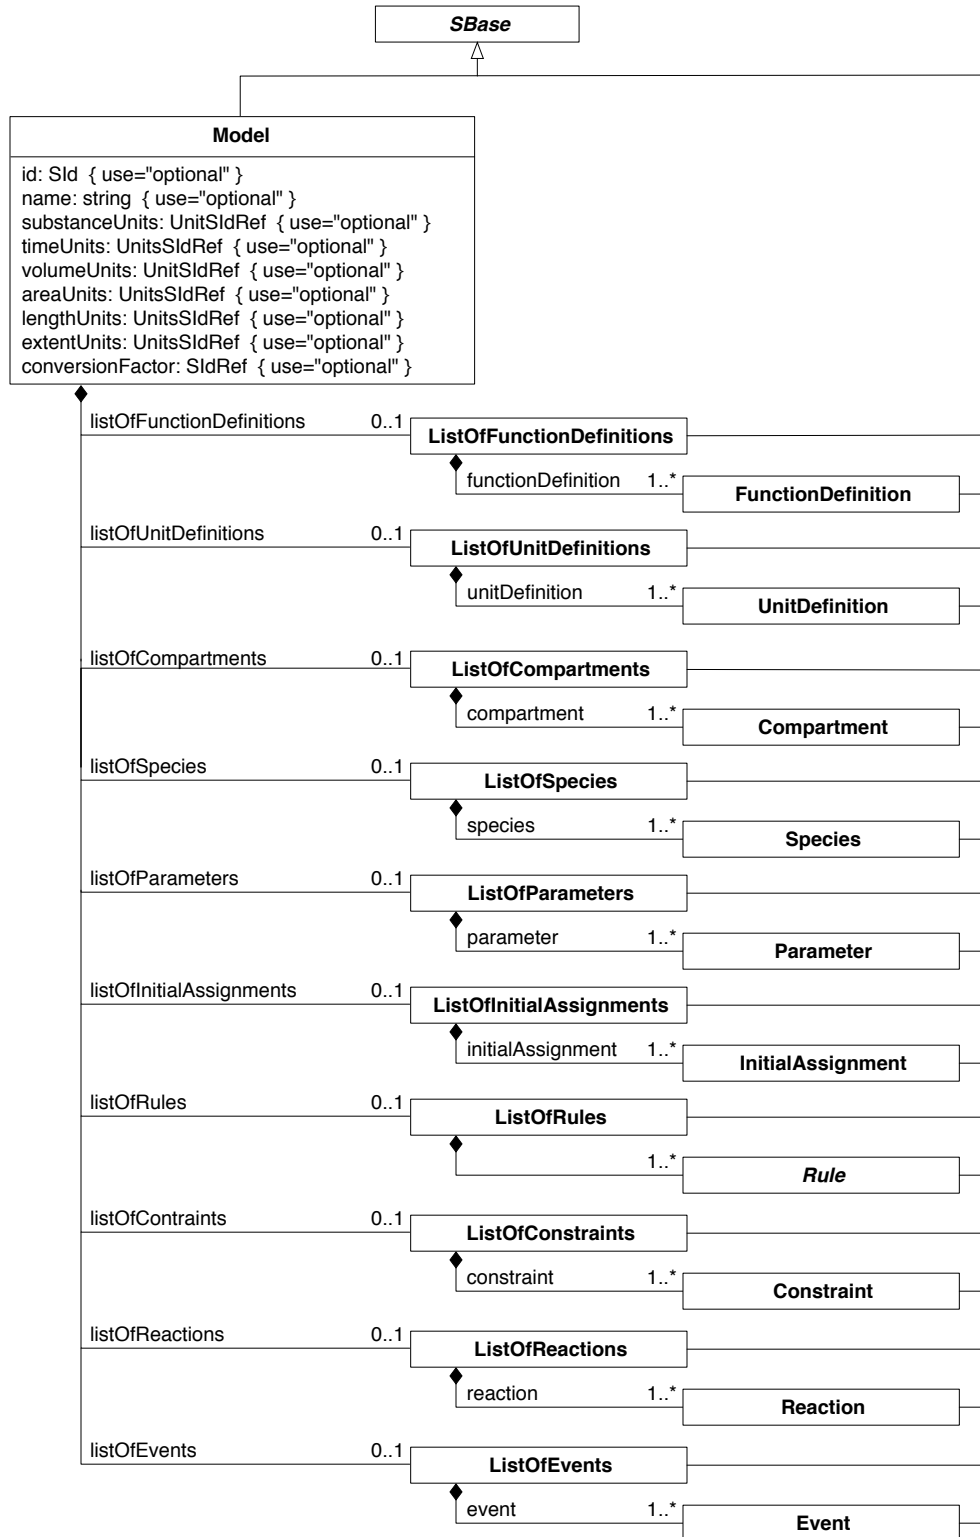 SBase
Model
id: SId { use="optional" }
name: string { use="optional" }
substanceUnits: UnitSIdRef { use="optional" }
timeUnits: UnitsSIdRef { use="optional" }
volumeUnits: UnitSIdRef { use="optional" }
areaUnits: UnitsSIdRef { use="optional" }
lengthUnits: UnitsSIdRef { use="optional" }
extentUnits: UnitsSIdRef { use="optional" }
conversionFactor: SIdRef { use="optional" }
listOfFunctionDefinitions 0..1 ListOfFunctionDefinitions
functionDefinition 1..* FunctionDefinition
listOfUnitDefinitions 0..1 ListOfUnitDefinitions
unitDefinition 1..* UnitDefinition
listOfCompartments 0..1 ListOfCompartments
compartment 1..* Compartment
listOfSpecies 0..1 ListOfSpecies
species 1..* Species
listOfParameters 0..1 ListOfParameters
parameter 1..* Parameter
listOfInitialAssignments 0..1 ListOfInitialAssignments
initialAssignment 1..* InitialAssignment
listOfRules 0..1 ListOfRules
1..* Rule
listOfContraints 0..1 ListOfConstraints
constraint 1..* Constraint
listOfReactions 0..1 ListOfReactions
reaction 1..* Reaction
listOfEvents 0..1 ListOfEvents
event 1..* Event